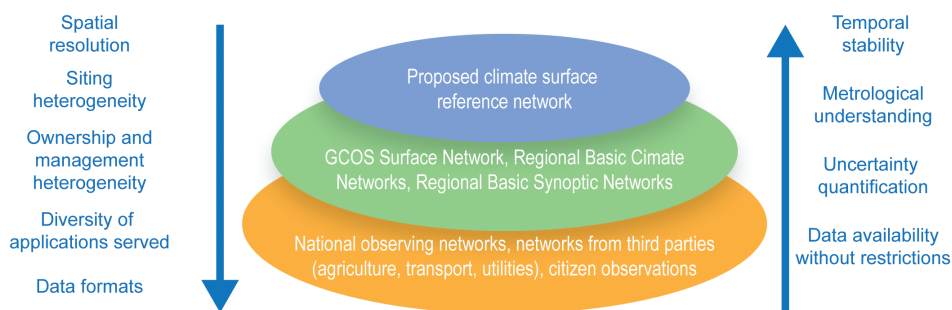 Spatial
resolution
Siting
heterogeneity
Ownership and
management
heterogeneity
Diversity of
applications served
Data formats
Proposed climate surface
reference network
GCOS Surface Network, Regional Basic Cimate
Networks, Regional Basic Synoptic Networks
National observing networks, networks from third parties
(agriculture, transport, utilities), citizen observations
Temporal
stability
Metrological
understanding
Uncertainty
quantification
Data availability
without restrictions